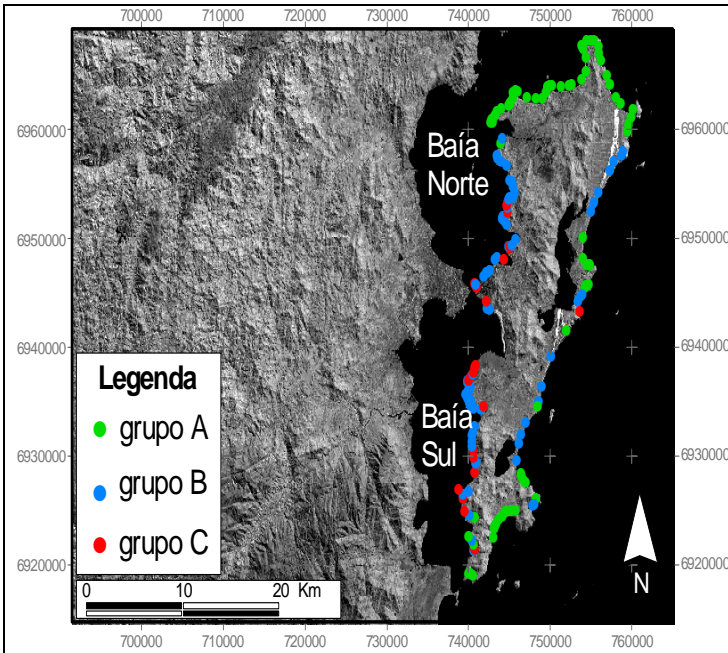 700000 710000 720000 730000 740000 750000 760000
6960000 6960000
Baía
Norte
6950000 6950000
6940000 6940000
Legenda
grupo A
Baía
Sul
6930000 6930000
grupo B
grupo C
6920000 6920000
0 10 20 Km
N
700000 710000 720000 730000 740000 750000 760000